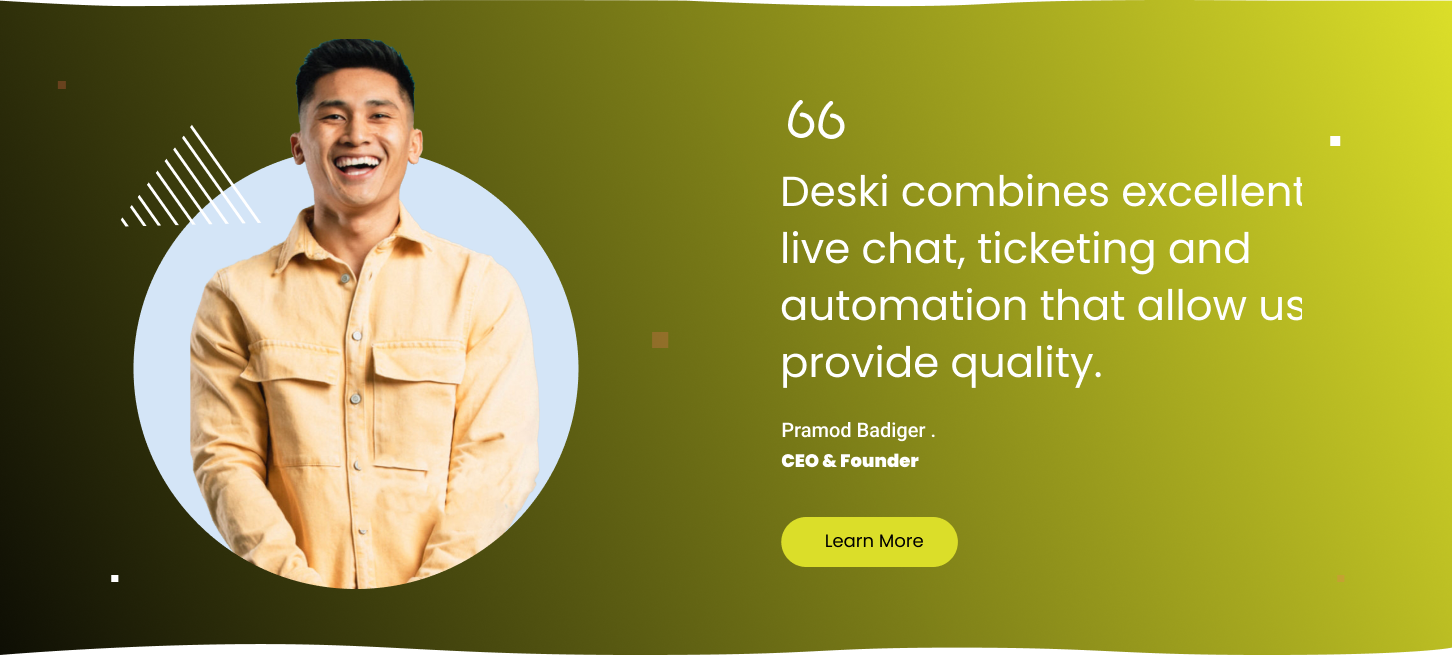 “
Deski combines excellent
live chat, ticketing and
automation that allow us
provide quality.
Pramod Badiger .
CEO & Founder
Learn More